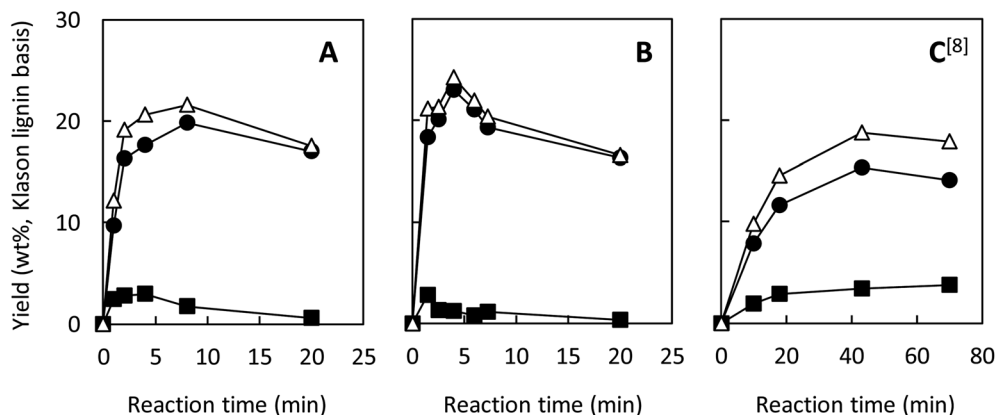 Yield (wt%, Klason lignin basis)
30
20
10
0
A
0 5 10 15 20 25
Reaction time (min)
B
0 5 10 15 20 25
Reaction time (min)
C[8]
0 20 40 60 80
Reaction time (min)